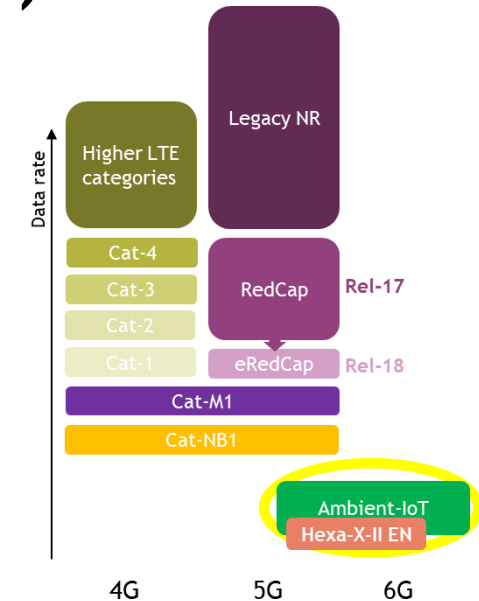 Legacy NR
Higher LTE
categories
Data rate
Cat-4
Cat-3
RedCap
Rel-17
Cat-2
Cat-1
eRedCap
Rel-18
Cat-M1
Cat-NB1
Ambient-IoT
Hexa-X-II EN
4G
5G
6G